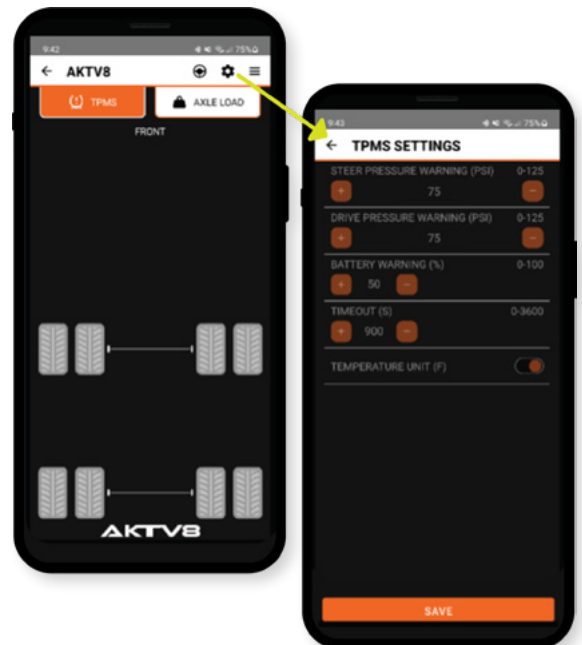 9:42
75%
AKTV8
TPMS
AXLE LOAD
FRONT
AKTV8
9:43
75%
TPMS SETTINGS
STEER PRESSURE WARNING (PSI) 0-125
+ 75 −
DRIVE PRESSURE WARNING (PSI) 0-125
+ 75 −
BATTERY WARNING (%) 0-100
+ 50 −
TIMEOUT (S) 0-3600
+ 900 −
TEMPERATURE UNIT (F)
SAVE